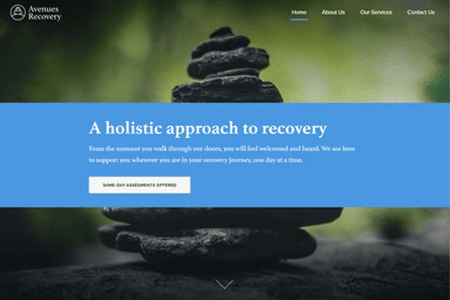 Avenues
Recovery
Home About Us Our Services Contact Us
A holistic approach to recovery
From the moment you walk through our doors, you will feel welcomed and heard. We are here
to support you wherever you are in your recovery journey, one day at a time.
SAME-DAY ASSESMENTS OFFERED